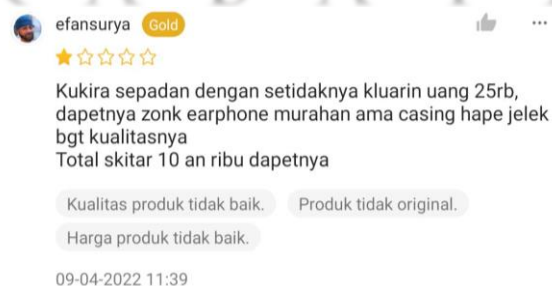 efansurya Gold
Kukira sepadan dengan setidaknya kluarin uang 25rb,
dapetnya zonk earphone murahan ama casing hape jelek
bgt kualitasnya
Total skitar 10 an ribu dapetnya
Kualitas produk tidak baik. Produk tidak original.
Harga produk tidak baik.
09-04-2022 11:39